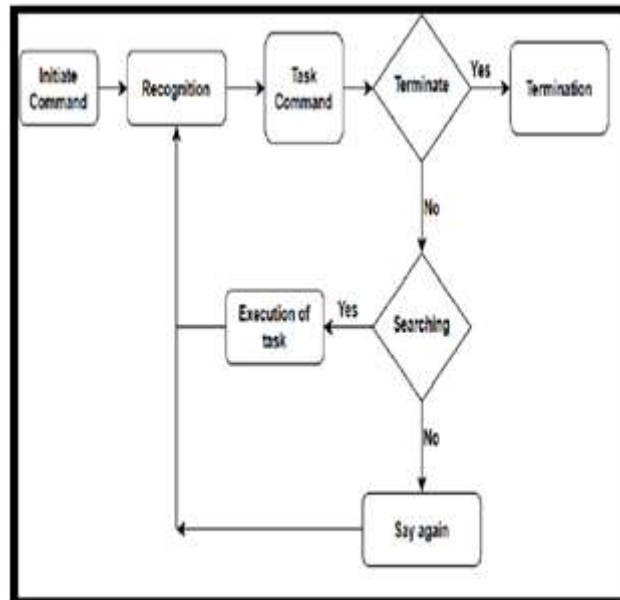 Initiate
Command
Recognition
Task
Command
Terminate
Yes
Termination
No
Execution of
task
Yes
Searching
No
Say again